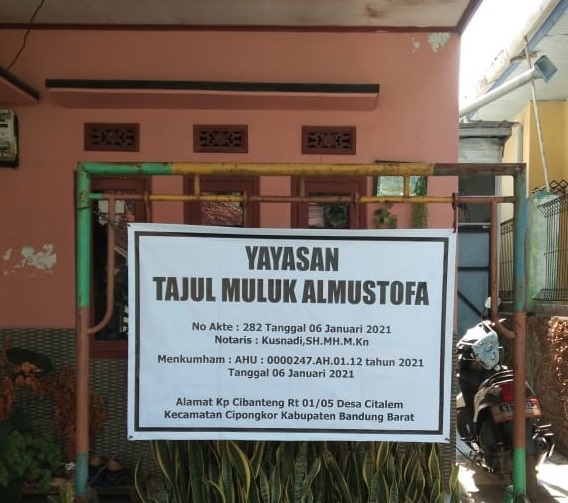 YAYASAN
TAJUL MULUK ALMUSTOFA
No Akte : 282 Tanggal 06 Januari 2021
Notaris : Kusnadi,SH.MH.M.Kn
Menkumham : AHU : 0000247.AH.01.12 tahun 2021
Tanggal 06 Januari 2021
Alamat Kp Cibanteng Rt 01/05 Desa Citalem
Kecamatan Cipongkor Kabupaten Bandung Barat